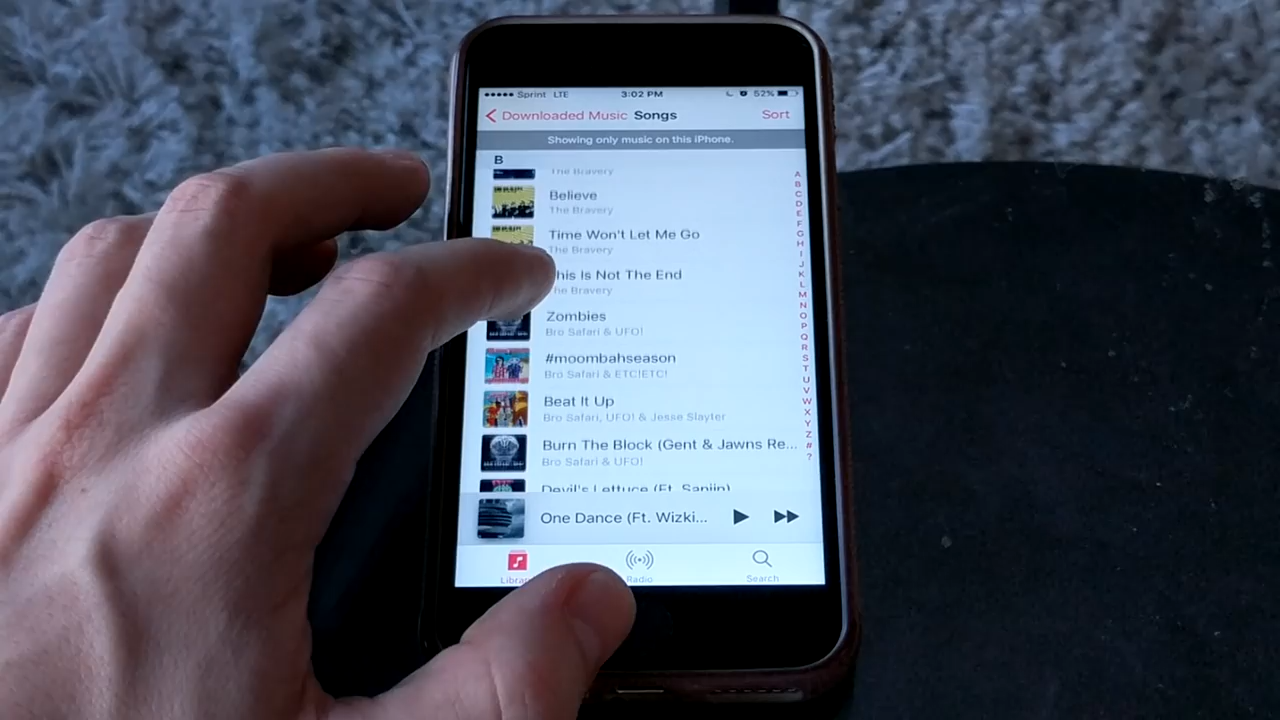 Sprint LTE 3:02 PM 52%
Downloaded Music Songs Sort
Showing only music on this iPhone.
B
The Bravery
Believe
The Bravery
Time Won't Let Me Go
The Bravery
his Is Not The End
he Bravery
Zombies
Bro Safari & UFO!
#moombahseason
Bro Safari & ETC!ETC!
Beat It Up
Bro Safari, UFO! & Jesse Slayter
Burn The Block (Gent & Jawns Re...
Bro Safari & UFO!
Devil's Lettuce (Ft. Sanjin)
One Dance (Ft. Wizki...
Radio Search
A
B
C
D
E
F
G
H
I
J
K
L
M
N
O
P
Q
R
S
T
U
V
W
X
Y
Z
#
?